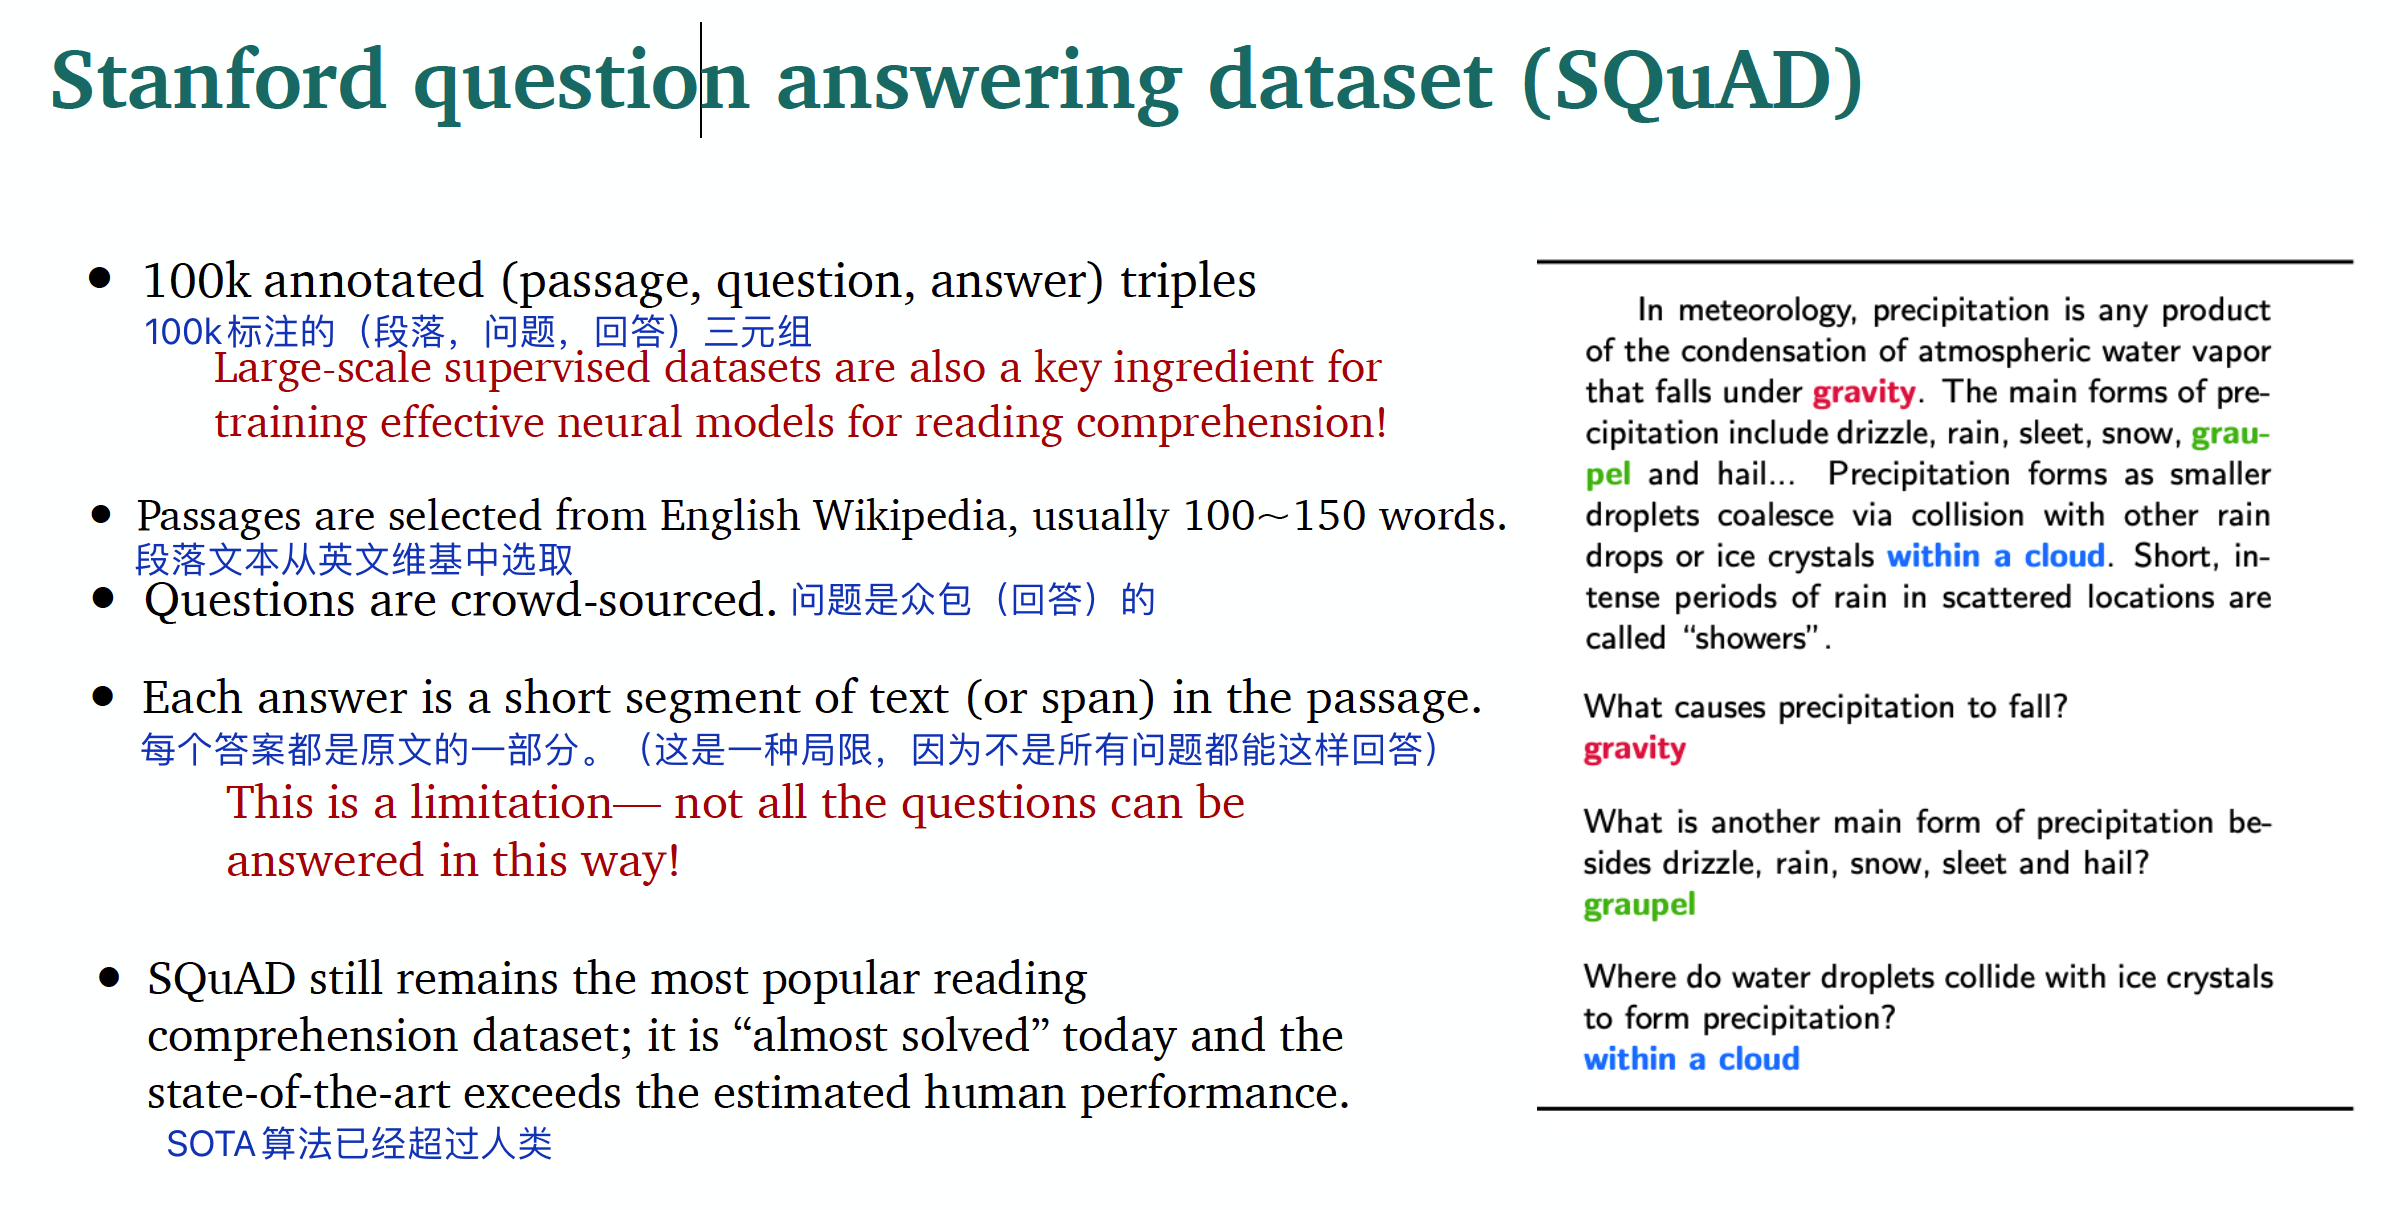 Stanford question answering dataset (SQuAD)
• 100k annotated (passage, question, answer) triples
100k标注的（段落，问题，回答）三元组
Large-scale supervised datasets are also a key ingredient for
training effective neural models for reading comprehension!
• Passages are selected from English Wikipedia, usually 100~150 words.
段落文本从英文维基中选取
• Questions are crowd-sourced. 问题是众包（回答）的
• Each answer is a short segment of text (or span) in the passage.
每个答案都是原文的一部分。（这是一种局限，因为不是所有问题都能这样回答）
This is a limitation— not all the questions can be
answered in this way!
• SQuAD still remains the most popular reading
comprehension dataset; it is “almost solved” today and the
state-of-the-art exceeds the estimated human performance.
SOTA算法已经超过人类
In meteorology, precipitation is any product
of the condensation of atmospheric water vapor
that falls under gravity. The main forms of pre-
cipitation include drizzle, rain, sleet, snow, grau-
pel and hail... Precipitation forms as smaller
droplets coalesce via collision with other rain
drops or ice crystals within a cloud. Short, in-
tense periods of rain in scattered locations are
called “showers”.
What causes precipitation to fall?
gravity
What is another main form of precipitation be-
sides drizzle, rain, snow, sleet and hail?
graupel
Where do water droplets collide with ice crystals
to form precipitation?
within a cloud